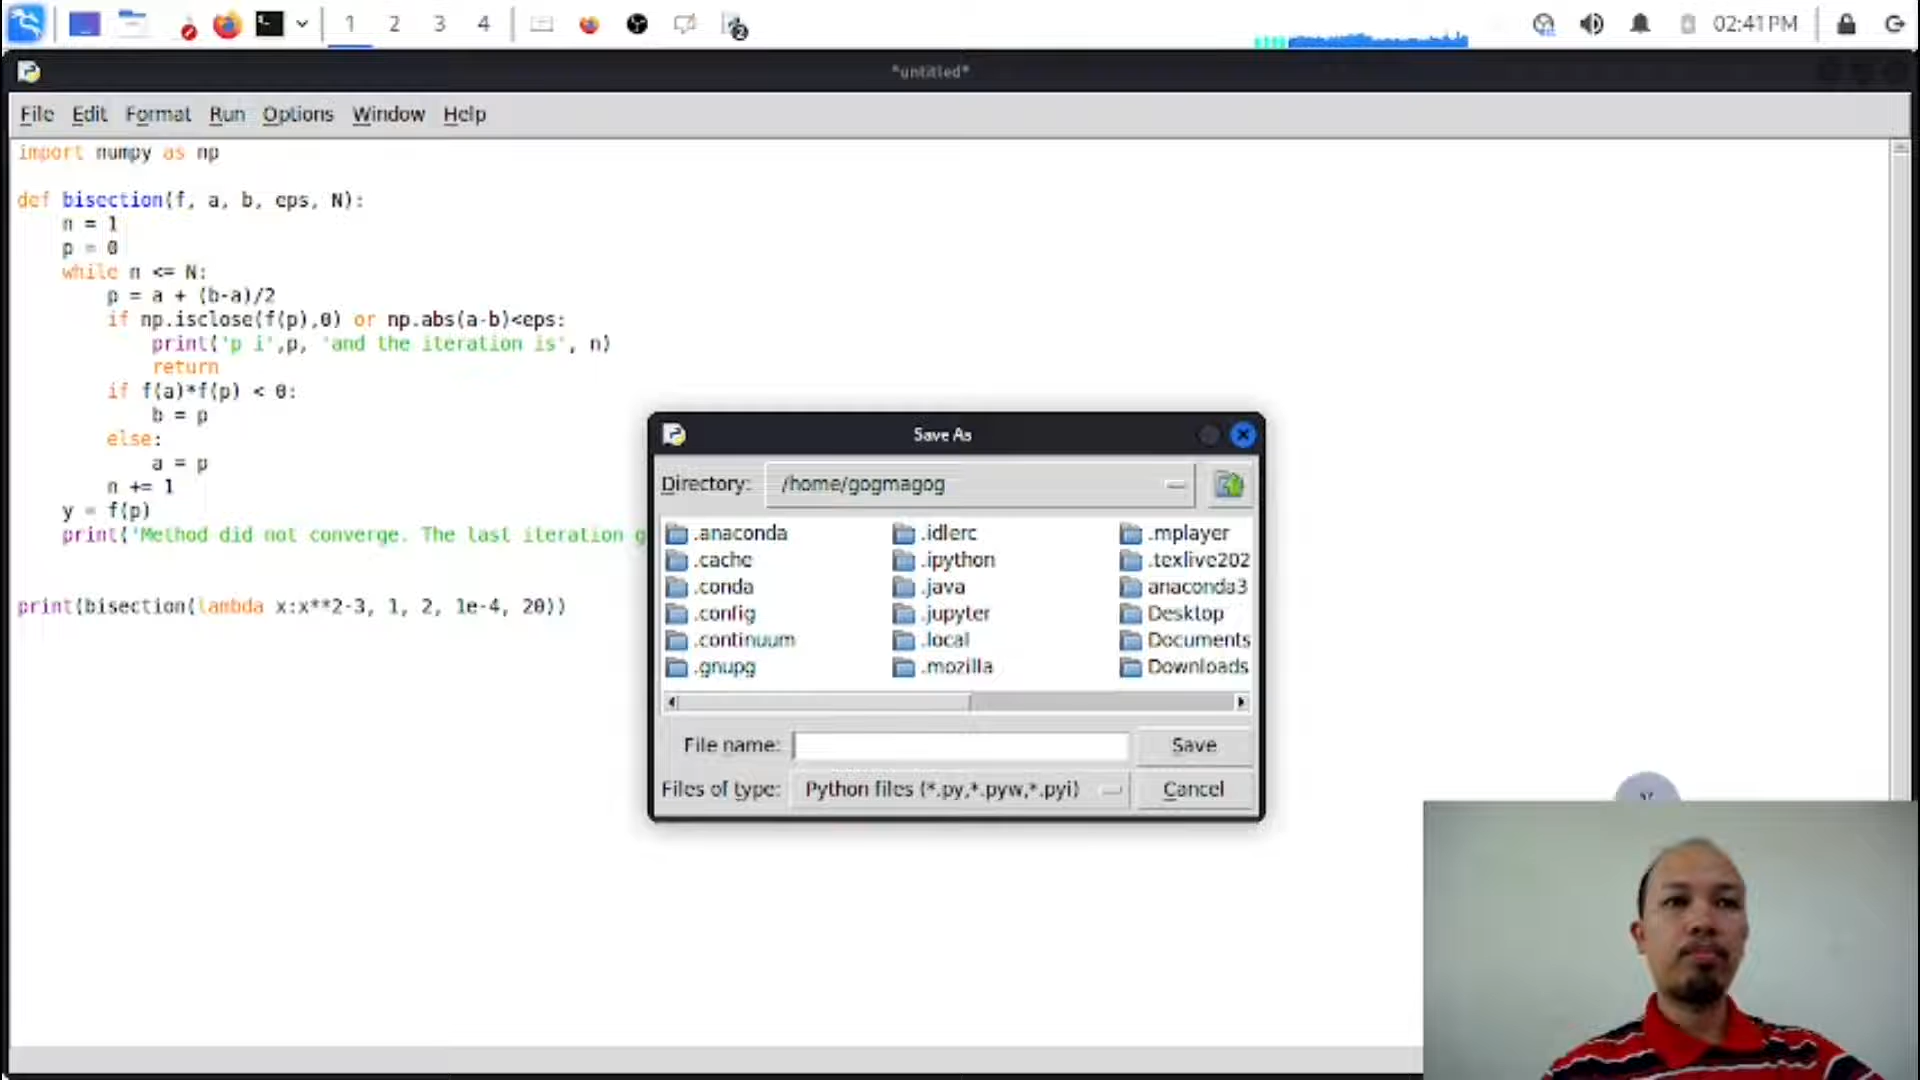 1 2 3 4 02:41 PM
*untitled*
File Edit Format Run Options Window Help
import numpy as np
def bisection(f, a, b, eps, N):
n = 1
p = 0
while n <= N:
p = a + (b-a)/2
if np.isclose(f(p),0) or np.abs(a-b)<eps:
print('p i',p, 'and the iteration is', n)
return
if f(a)*f(p) < 0:
b = p
else:
a = p
n += 1
y = f(p)
print('Method did not converge. The last iteration g
print(bisection(lambda x:x**2-3, 1, 2, 1e-4, 20))
Save As
Directory: /home/gogmagog
.anaconda .idlerc .mplayer
.cache .ipython .texlive202
.conda .java anaconda3
.config .jupyter Desktop
.continuum .local Documents
.gnupg .mozilla Downloads
File name: Save
Files of type: Python files (*.py,*.pyw,*.pyi) Cancel